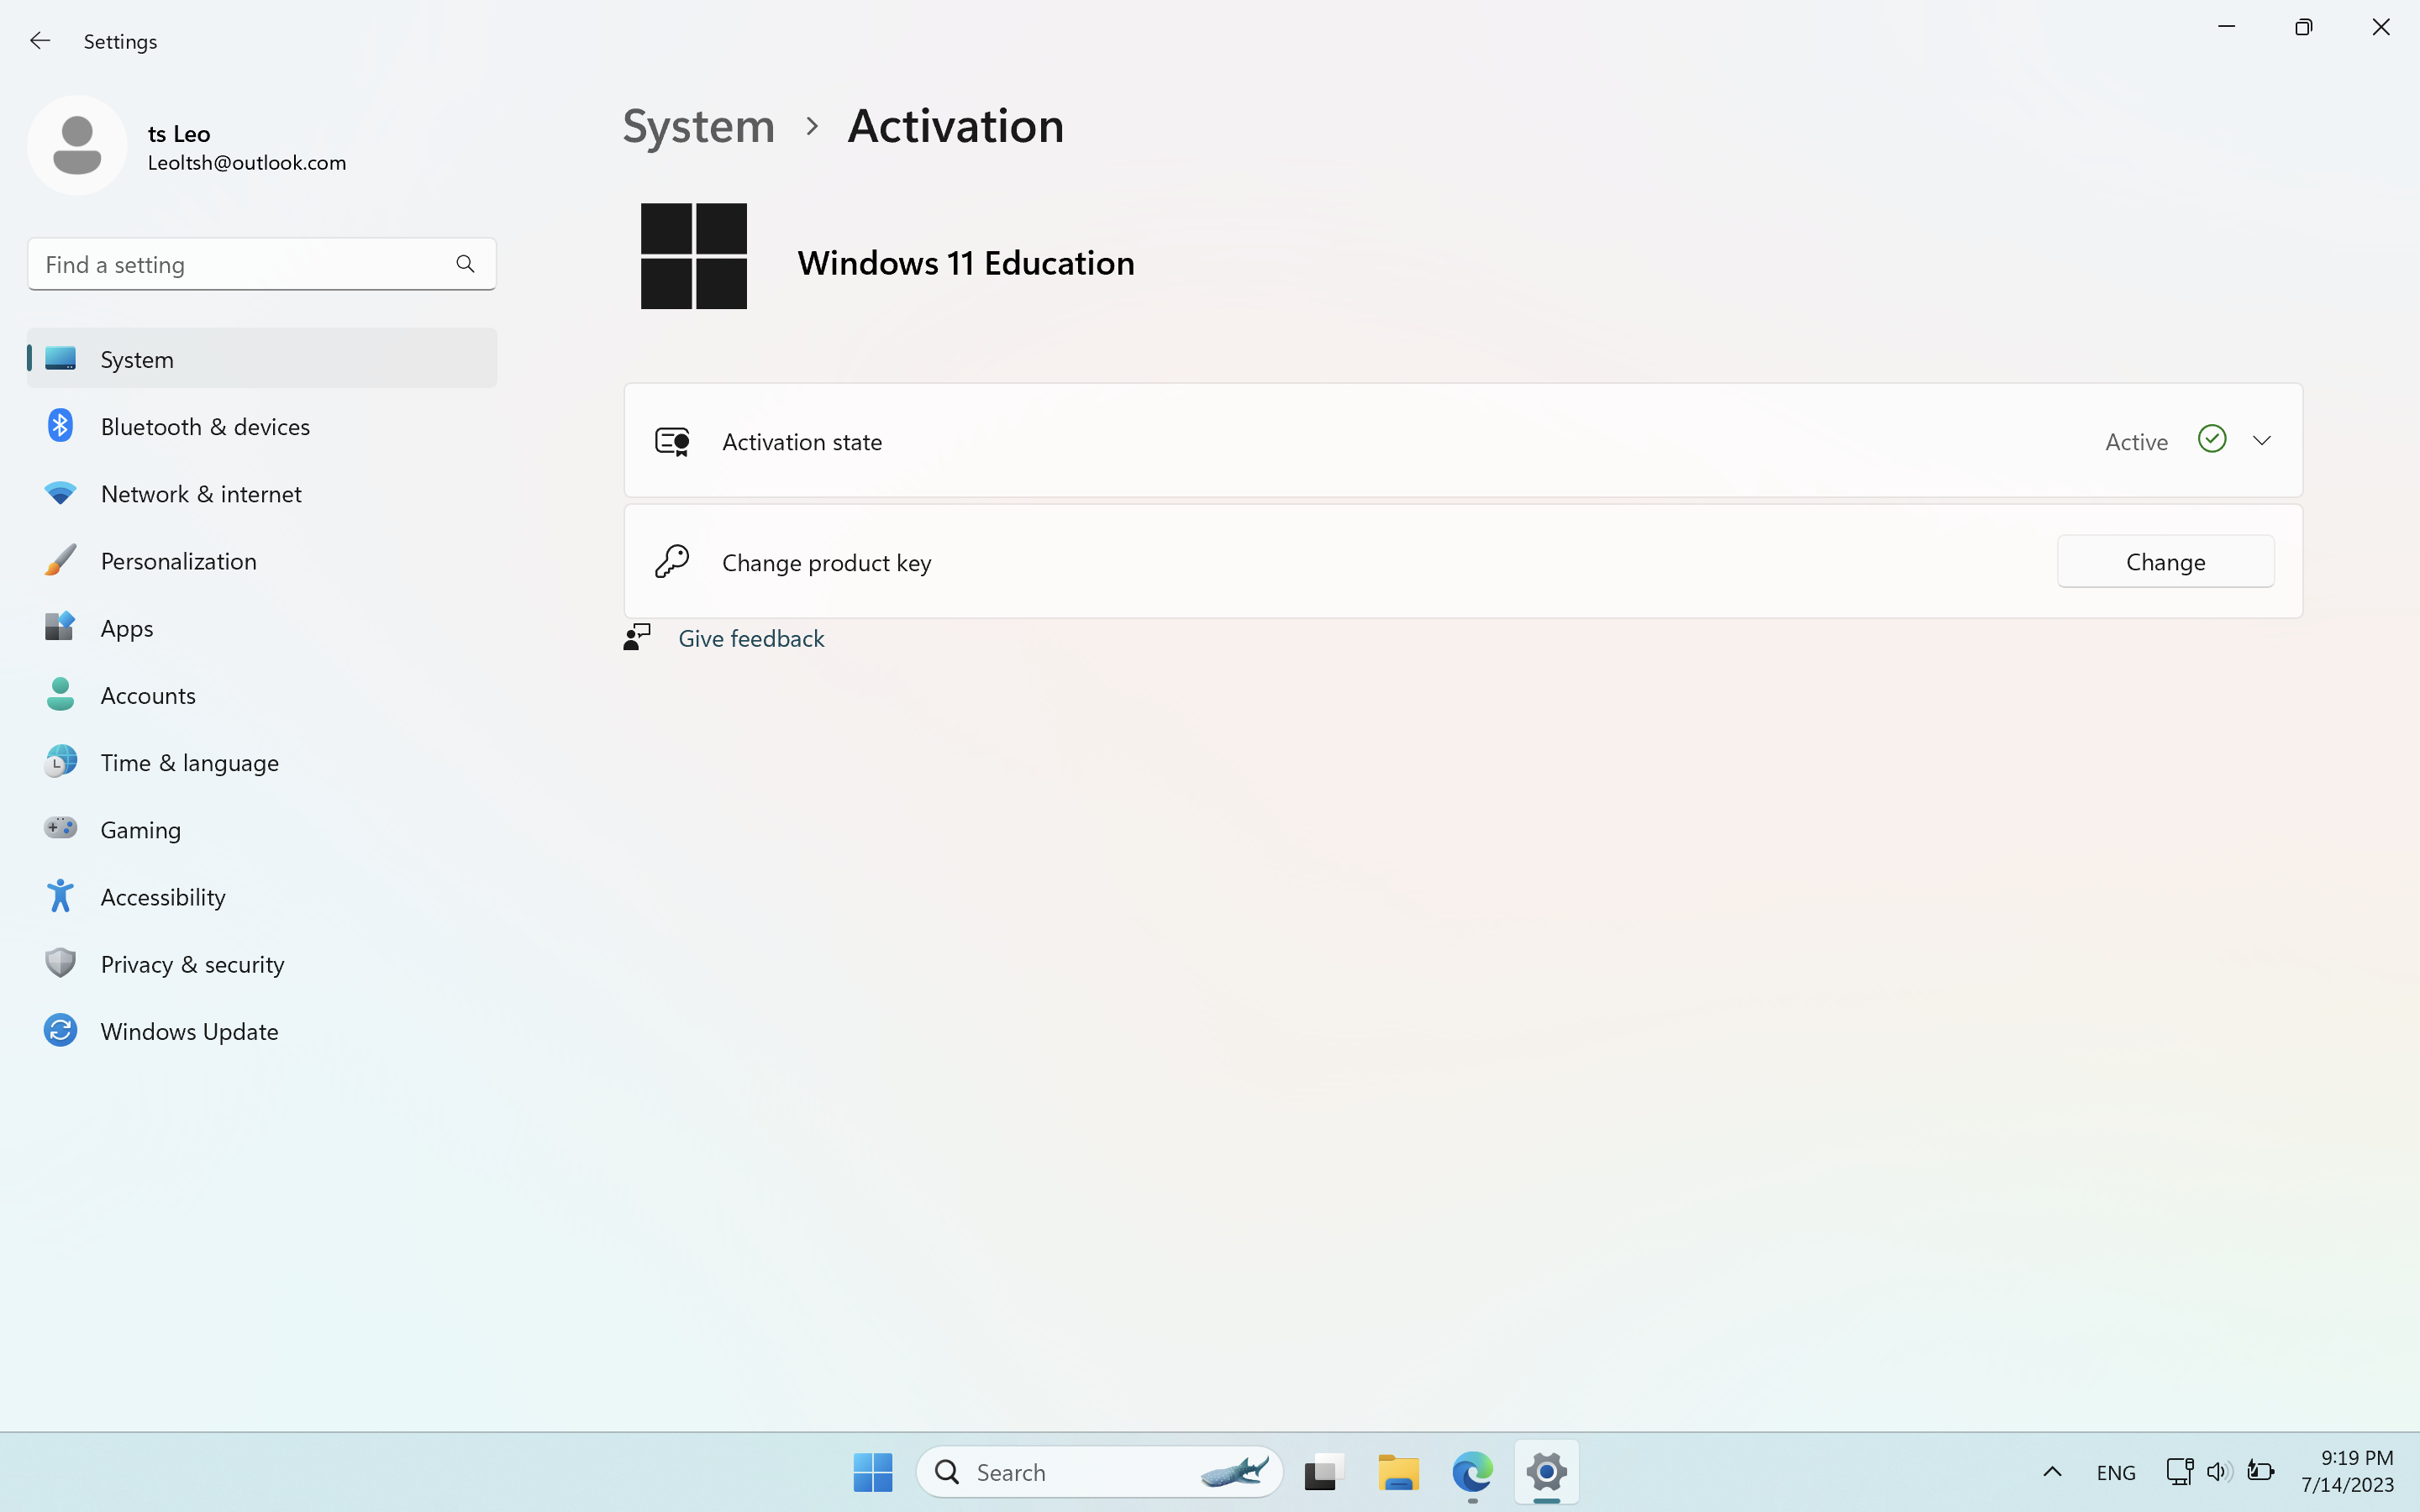 Settings
ts Leo
Leoltsh@outlook.com
Find a setting
System
Bluetooth & devices
Network & internet
Personalization
Apps
Accounts
Time & language
Gaming
Accessibility
Privacy & security
Windows Update
System > Activation
Windows 11 Education
Activation state
Active
Change product key
Change
Give feedback
Search
ENG
9:19 PM
7/14/2023